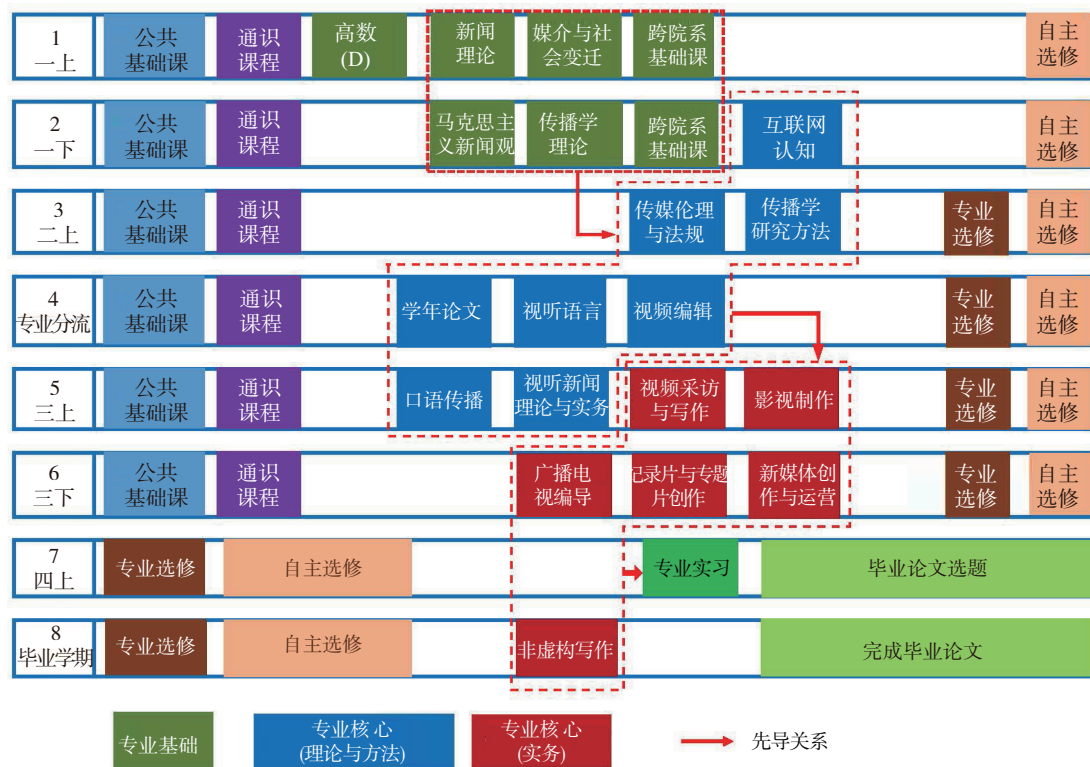 1
一上
公共
基础课
通识
课程
高数
(D)
新闻
理论
媒介与社
会变迁
跨院系
基础课
自主
选修
2
一下
公共
基础课
通识
课程
马克思主
义新闻观
传播学
理论
跨院系
基础课
互联网
认知
自主
选修
3
二上
公共
基础课
通识
课程
传媒伦理
与法规
传播学
研究方法
专业
选修
自主
选修
4
专业分流
公共
基础课
通识
课程
学年论文
视听语言
视频编辑
专业
选修
自主
选修
5
三上
公共
基础课
通识
课程
口语传播
视听新闻
理论与实务
视频采访
与写作
影视制作
专业
选修
自主
选修
6
三下
公共
基础课
通识
课程
广播电
视编导
纪录片与专题
片创作
新媒体创
作与运营
专业
选修
自主
选修
7
四上
专业选修
自主选修
专业实习
毕业论文选题
8
毕业学期
专业选修
自主选修
非虚构写作
完成毕业论文
专业基础
专业核心
(理论与方法)
专业核心
(实务)
先导关系